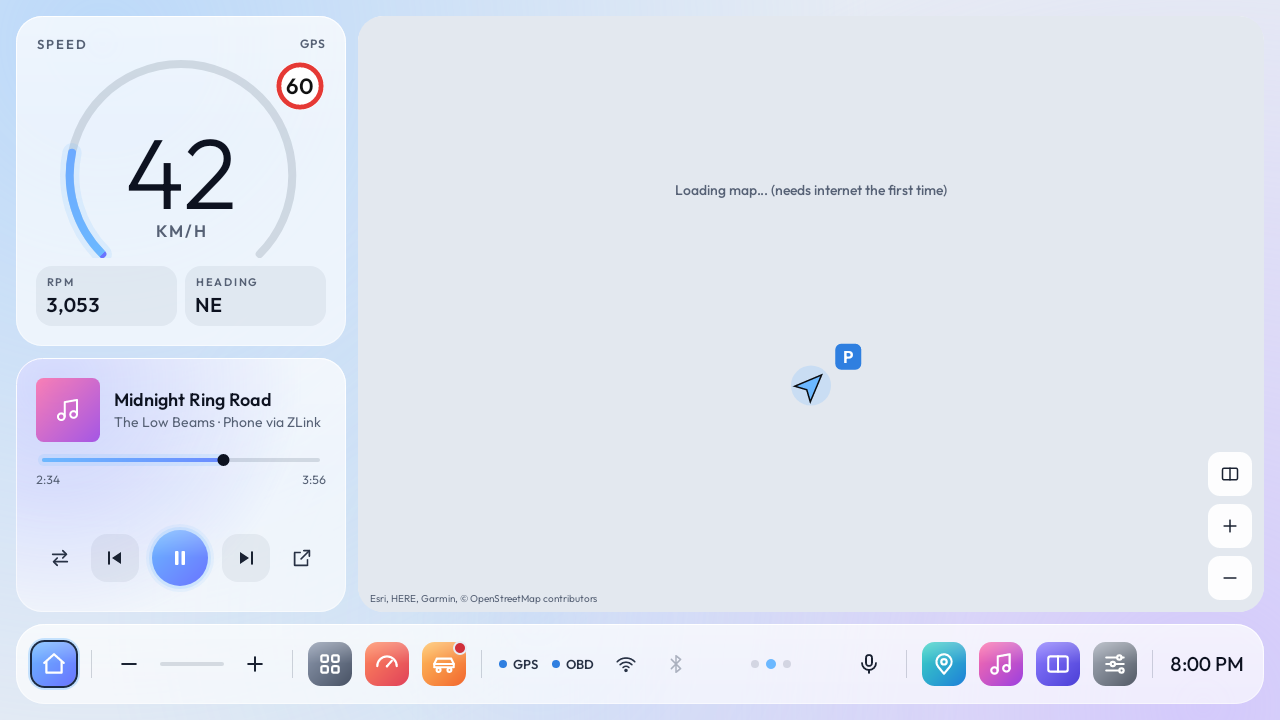 SPEED
GPS
60
42
KM/H
RPM
3,053
HEADING
NE
Midnight Ring Road
The Low Beams · Phone via ZLink
2:34
3:56
Loading map... (needs internet the first time)
P
Esri, HERE, Garmin, © OpenStreetMap contributors
GPS
OBD
8:00 PM